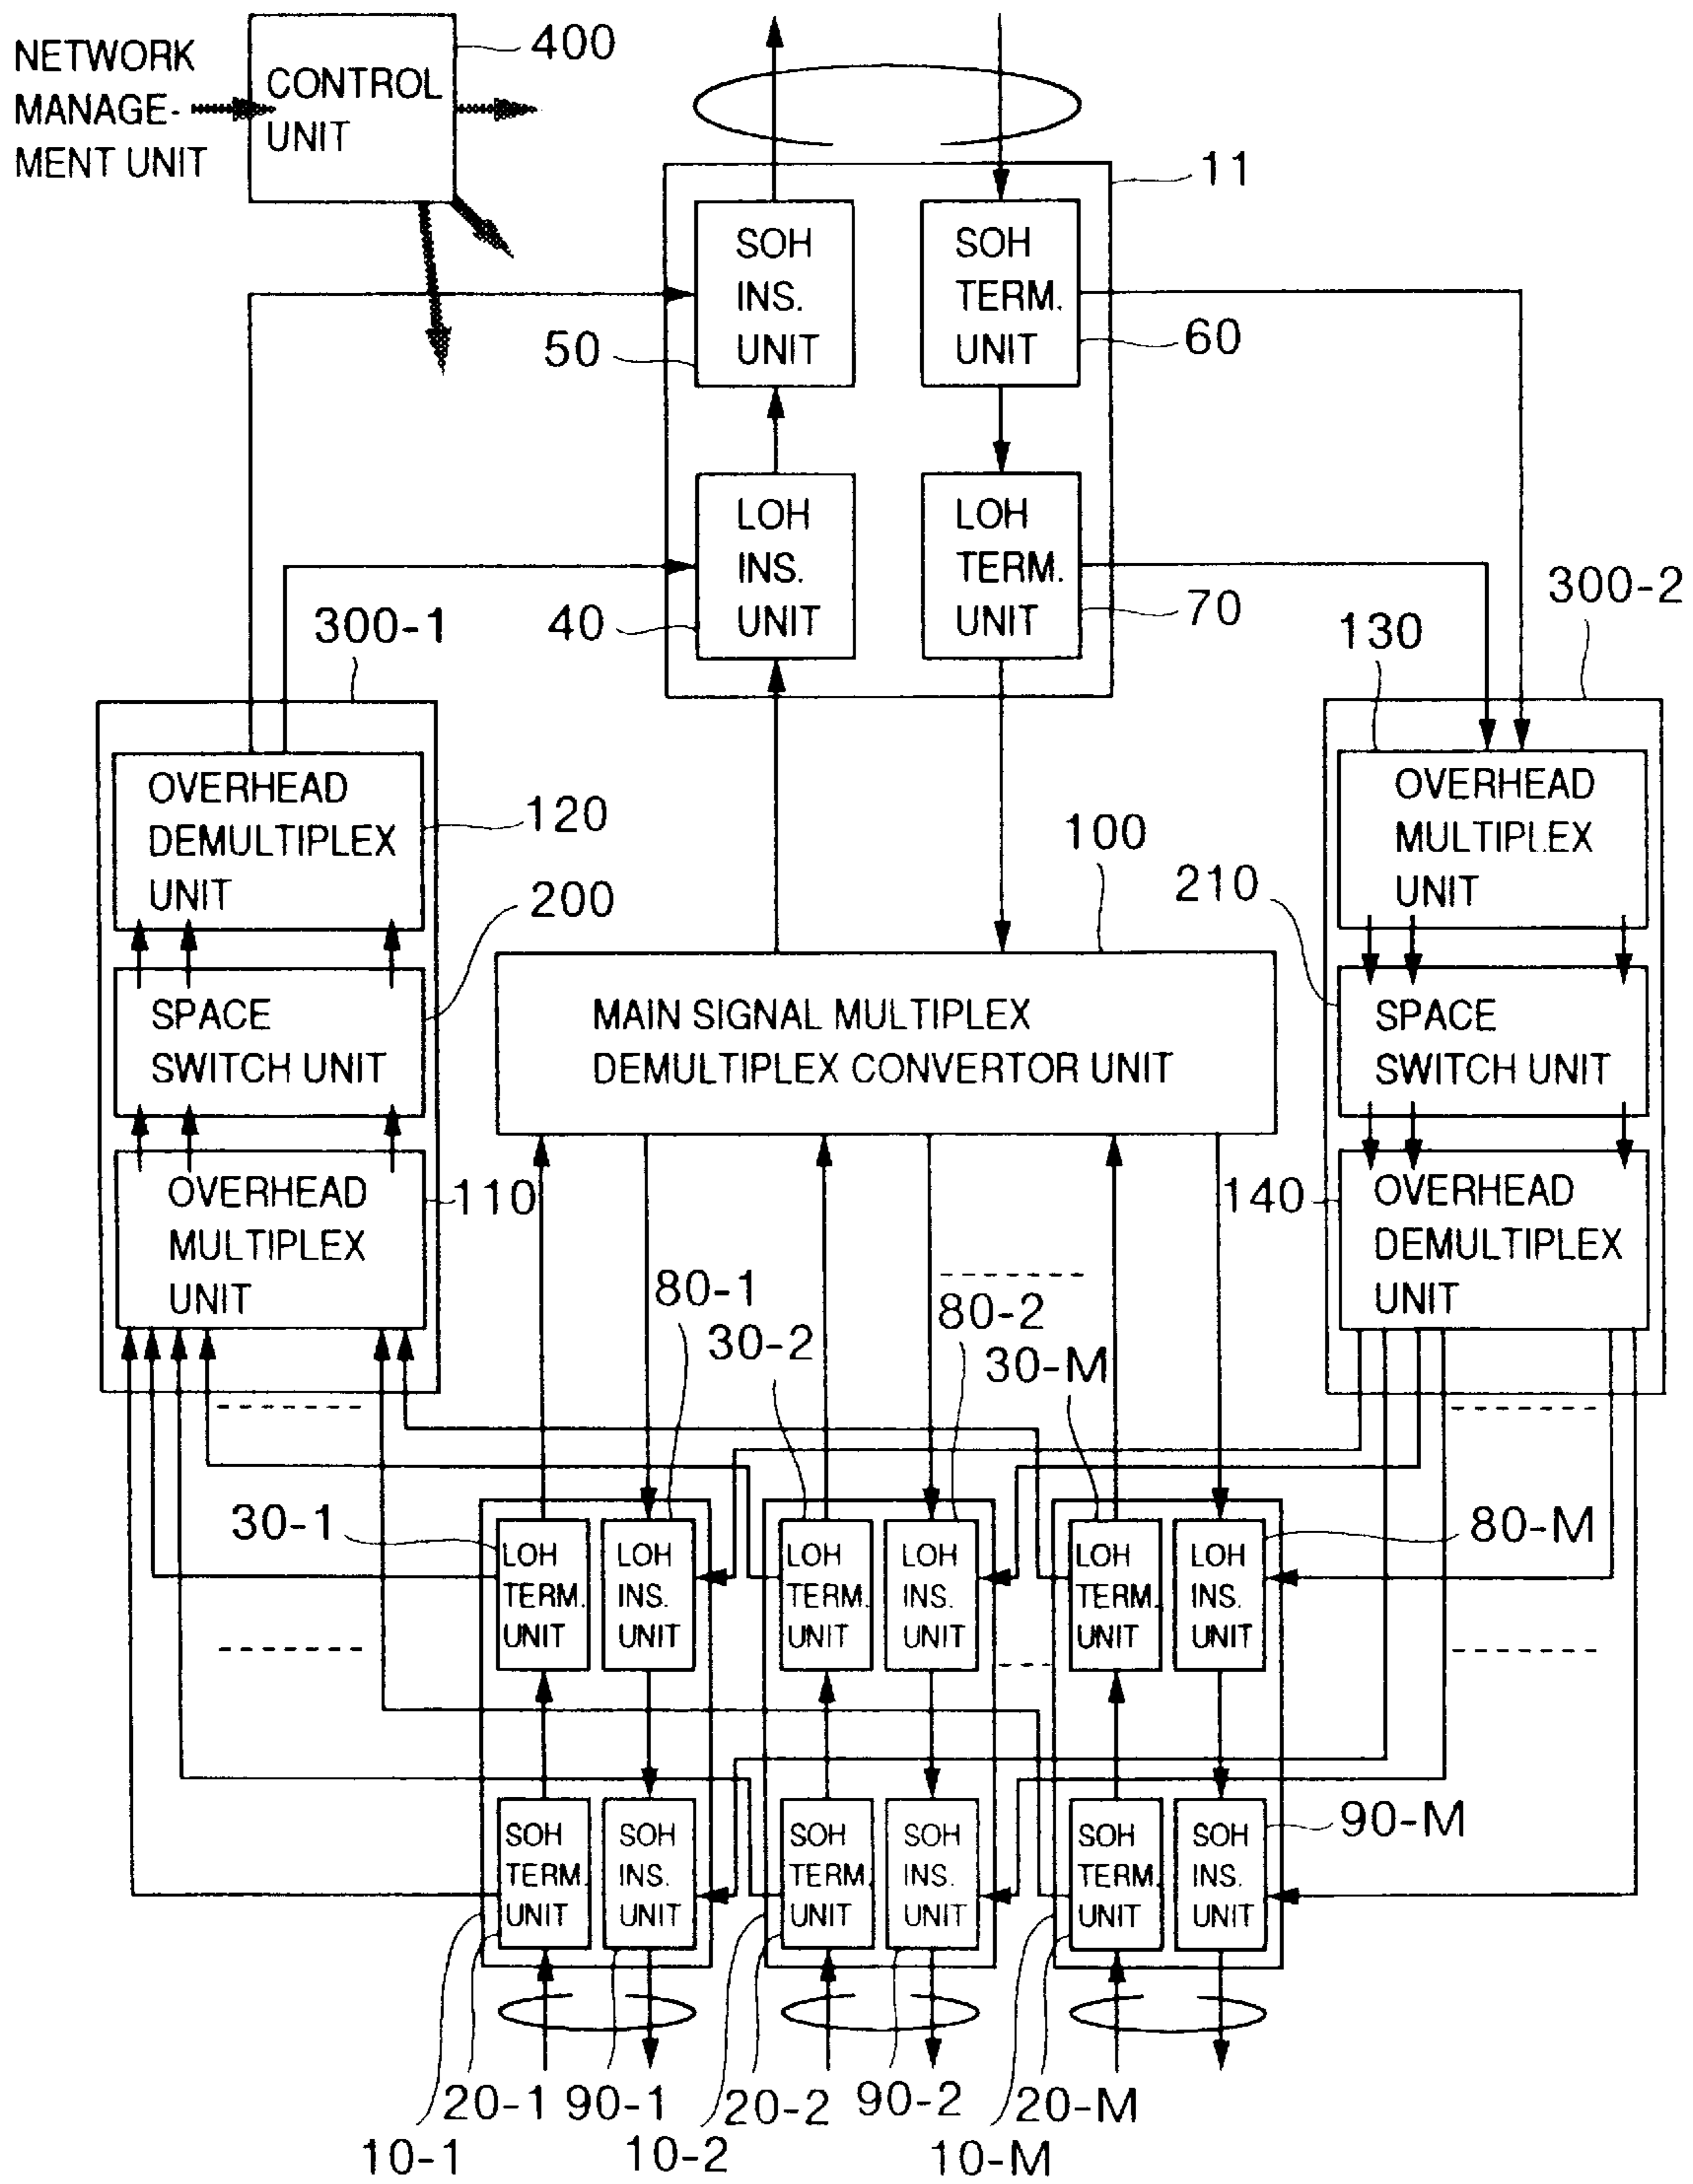 NETWORK
MANAGE-
MENT UNIT
CONTROL
UNIT
400
11
SOH
INS.
UNIT
50
SOH
TERM.
UNIT
60
LOH
INS.
UNIT
40
LOH
TERM.
UNIT
70
300-1
300-2
130
OVERHEAD
DEMULTIPLEX
UNIT
120
200
SPACE
SWITCH UNIT
OVERHEAD
MULTIPLEX
UNIT
110
100
MAIN SIGNAL MULTIPLEX
DEMULTIPLEX CONVERTOR UNIT
OVERHEAD
MULTIPLEX
UNIT
210
SPACE
SWITCH UNIT
140
OVERHEAD
DEMULTIPLEX
UNIT
80-1
30-2
80-2
30-M
30-1
80-M
LOH
TERM.
UNIT
LOH
INS.
UNIT
LOH
TERM.
UNIT
LOH
INS.
UNIT
LOH
TERM.
UNIT
LOH
INS.
UNIT
SOH
TERM.
UNIT
SOH
INS.
UNIT
SOH
TERM.
UNIT
SOH
INS.
UNIT
SOH
TERM.
UNIT
SOH
INS.
UNIT
90-M
20-1
90-1
20-2
90-2
20-M
10-1
10-2
10-M